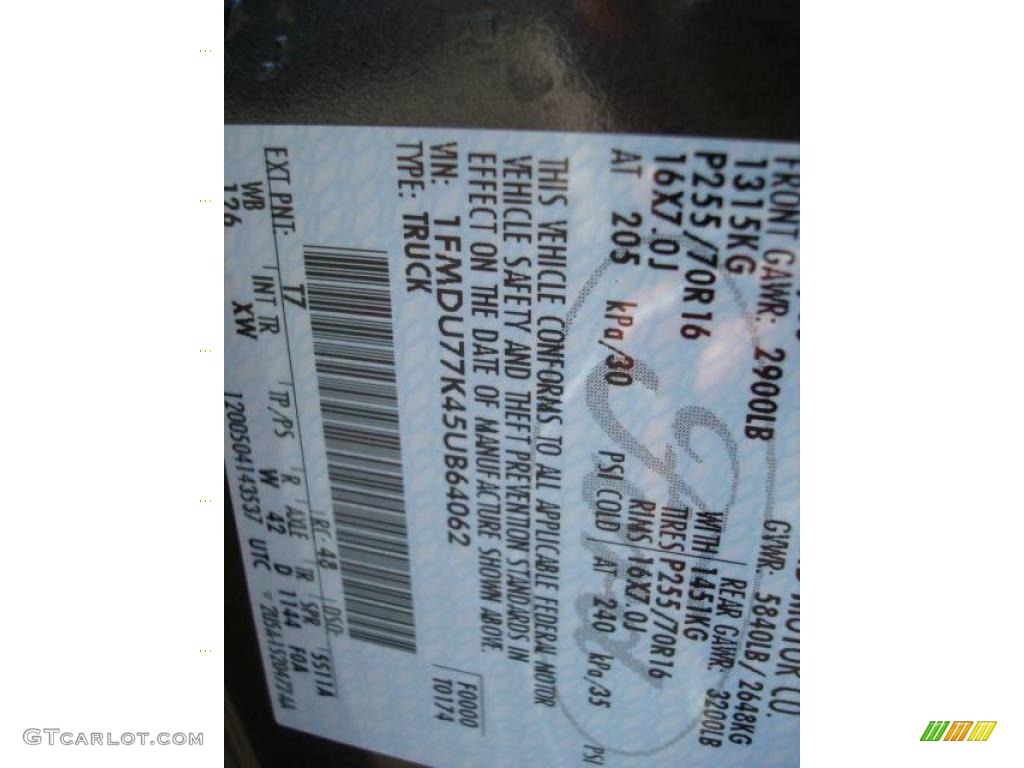 MOTOR CO.
FRONT GAWR: 2900LB GVWR: 5840LB/2648KG
1315KG REAR GAWR: 3200LB
P255/70R16 WITH 1451KG
16X7.0J TIRES P255/70R16
RIMS 16X7.0J
AT 205 kPa/30 PSI COLD AT 240 kPa/35 PSI
THIS VEHICLE CONFORMS TO ALL APPLICABLE FEDERAL MOTOR
VEHICLE SAFETY AND THEFT PREVENTION STANDARDS IN
EFFECT ON THE DATE OF MANUFACTURE SHOWN ABOVE.
VIN: 1FMDU77K45UB64062
TYPE: TRUCK
F0000
T0174
EXT PNT: T7 RC: 48 DSO:
WB INT TR TP/PS R AXLE TR SPR 5511A
126 XW W 42 D 1144 F0A
1200504143537 UTC
GTCarLot.com